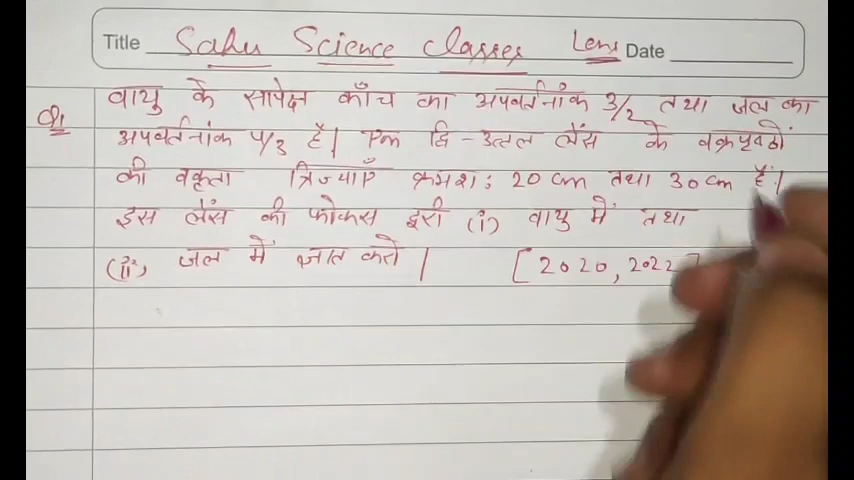 Title Sahu Science Classes Lens Date
वायु के सापेक्ष काँच का अपवर्तनांक 3/2 तथा जल का
Q1 अपवर्तनांक 4/3 है। एक द्वि-उत्तल लेंस के वक्रपृष्ठों
की वक्रता त्रिज्याएँ क्रमश: 20 cm तथा 30 cm हैं।
इस लेंस की फोकस दूरी (i) वायु में तथा
(ii) जल में ज्ञात करो। [2020, 2022]